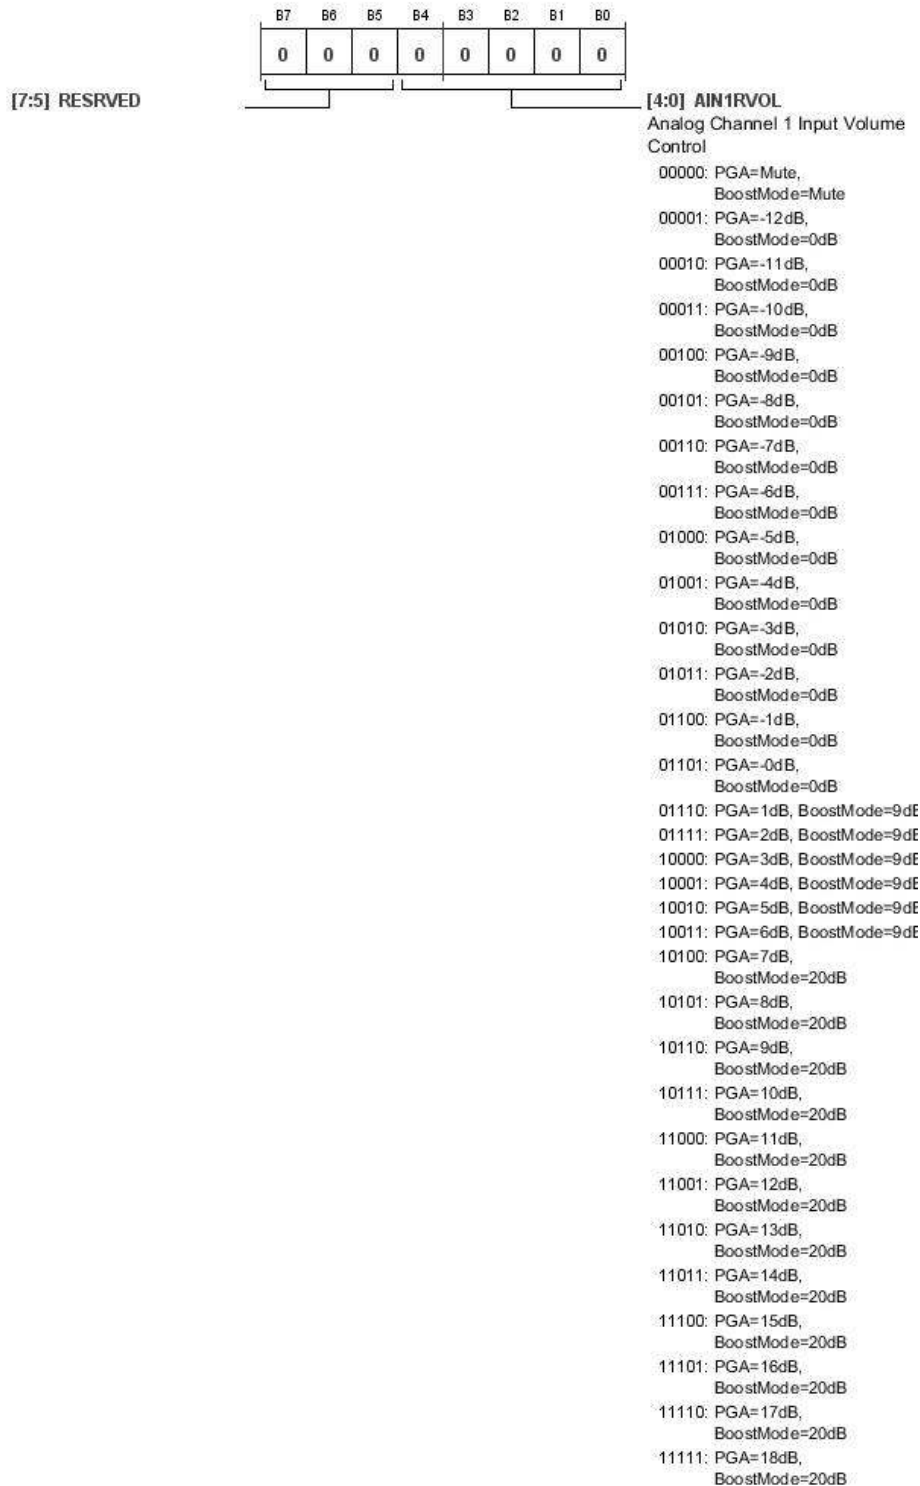 B7 B6 B5 B4 B3 B2 B1 B0
0 0 0 0 0 0 0 0
[7:5] RESRVED
[4:0] AIN1RVOL
Analog Channel 1 Input Volume
Control
00000: PGA=Mute,
BoostMode=Mute
00001: PGA=-12dB,
BoostMode=0dB
00010: PGA=-11dB,
BoostMode=0dB
00011: PGA=-10dB,
BoostMode=0dB
00100: PGA=-9dB,
BoostMode=0dB
00101: PGA=-8dB,
BoostMode=0dB
00110: PGA=-7dB,
BoostMode=0dB
00111: PGA=-6dB,
BoostMode=0dB
01000: PGA=-5dB,
BoostMode=0dB
01001: PGA=-4dB,
BoostMode=0dB
01010: PGA=-3dB,
BoostMode=0dB
01011: PGA=-2dB,
BoostMode=0dB
01100: PGA=-1dB,
BoostMode=0dB
01101: PGA=-0dB,
BoostMode=0dB
01110: PGA=1dB, BoostMode=9dB
01111: PGA=2dB, BoostMode=9dB
10000: PGA=3dB, BoostMode=9dB
10001: PGA=4dB, BoostMode=9dB
10010: PGA=5dB, BoostMode=9dB
10011: PGA=6dB, BoostMode=9dB
10100: PGA=7dB,
BoostMode=20dB
10101: PGA=8dB,
BoostMode=20dB
10110: PGA=9dB,
BoostMode=20dB
10111: PGA=10dB,
BoostMode=20dB
11000: PGA=11dB,
BoostMode=20dB
11001: PGA=12dB,
BoostMode=20dB
11010: PGA=13dB,
BoostMode=20dB
11011: PGA=14dB,
BoostMode=20dB
11100: PGA=15dB,
BoostMode=20dB
11101: PGA=16dB,
BoostMode=20dB
11110: PGA=17dB,
BoostMode=20dB
11111: PGA=18dB,
BoostMode=20dB